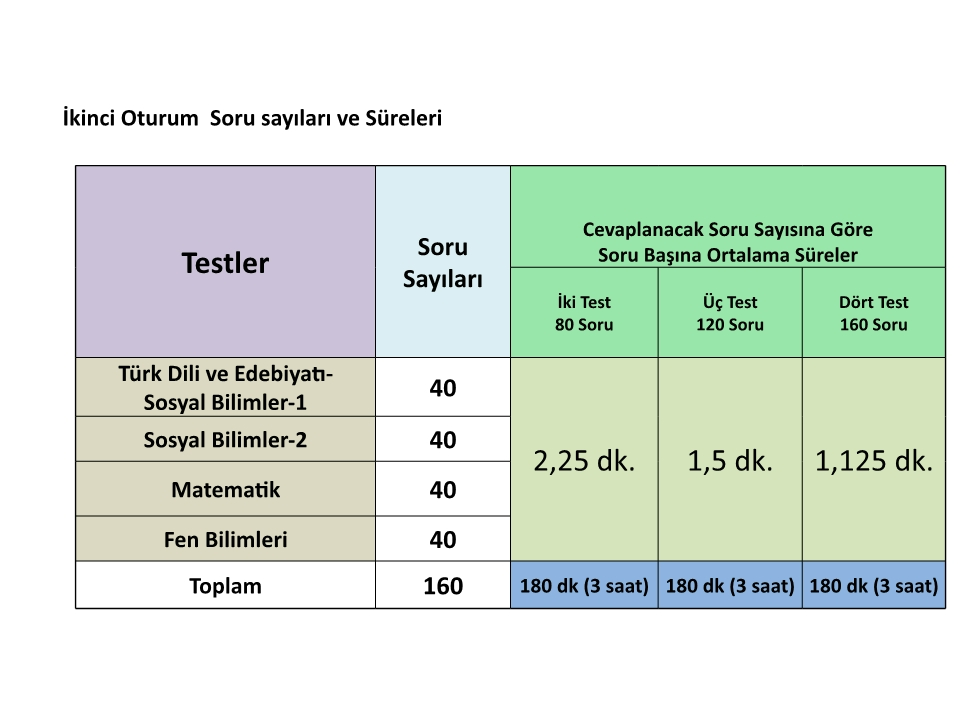 İkinci Oturum  Soru sayıları ve Süreleri
Testler
Soru
Sayıları
Cevaplanacak Soru Sayısına Göre
Soru Başına Ortalama Süreler
İki Test
80 Soru
Üç Test
120 Soru
Dört Test
160 Soru
Türk Dili ve Edebiyatı-
Sosyal Bilimler-1
40
Sosyal Bilimler-2
40
Matematik
40
Fen Bilimleri
40
2,25 dk.
1,5 dk.
1,125 dk.
Toplam
160
180 dk (3 saat)
180 dk (3 saat)
180 dk (3 saat)